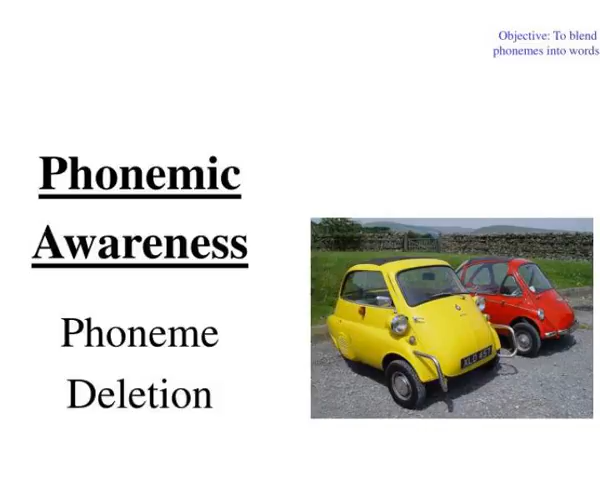 Objective: To blend
phonemes into words
Phonemic
Awareness
Phoneme
Deletion